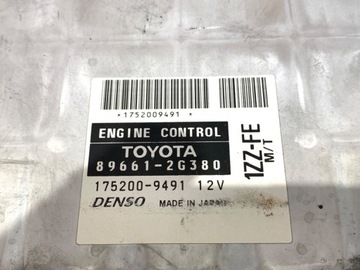 *1752009491*
ENGINE CONTROL
TOYOTA
89661-2G380
175200-9491 12V
DENSO MADE IN JAPAN
1ZZ-FE
M/T